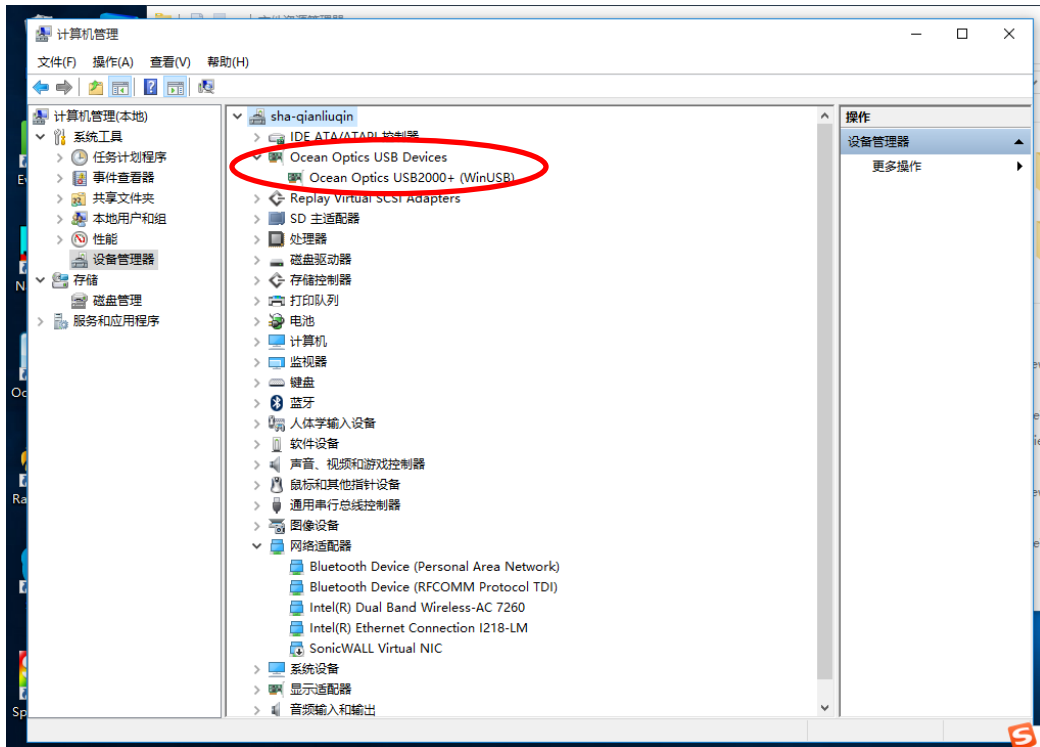 计算机管理
文件(F) 操作(A) 查看(V) 帮助(H)
计算机管理(本地)
系统工具
任务计划程序
事件查看器
共享文件夹
本地用户和组
性能
设备管理器
存储
磁盘管理
服务和应用程序
sha-qianliuqin
IDE ATA/ATAPI 控制器
Ocean Optics USB Devices
Ocean Optics USB2000+ (WinUSB)
Replay Virtual SCSI Adapters
SD 主适配器
处理器
磁盘驱动器
存储控制器
打印队列
电池
计算机
监视器
键盘
蓝牙
人体学输入设备
软件设备
声音、视频和游戏控制器
鼠标和其他指针设备
通用串行总线控制器
图像设备
网络适配器
Bluetooth Device (Personal Area Network)
Bluetooth Device (RFCOMM Protocol TDI)
Intel(R) Dual Band Wireless-AC 7260
Intel(R) Ethernet Connection I218-LM
SonicWALL Virtual NIC
系统设备
显示适配器
音频输入和输出
操作
设备管理器
更多操作